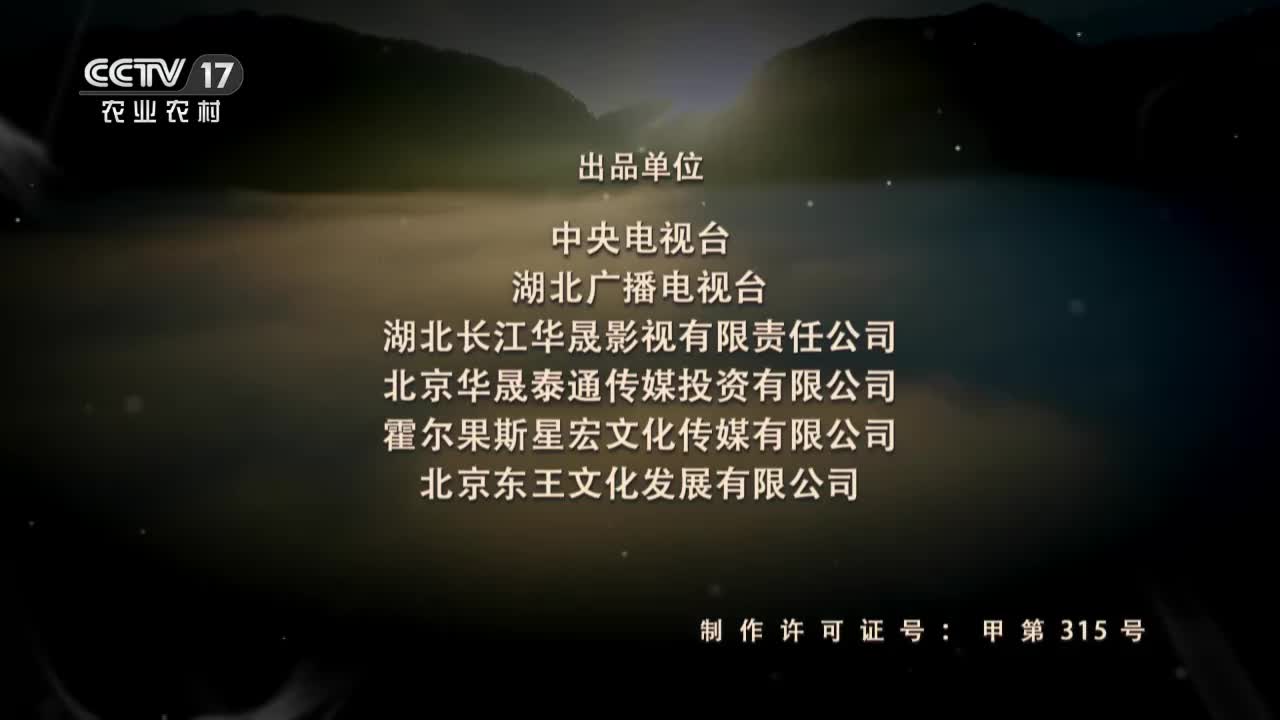 CCTV 17
农业农村
出品单位
中央电视台
湖北广播电视台
湖北长江华晟影视有限责任公司
北京华晟泰通传媒投资有限公司
霍尔果斯星宏文化传媒有限公司
北京东王文化发展有限公司
制作许可证号：甲第315号